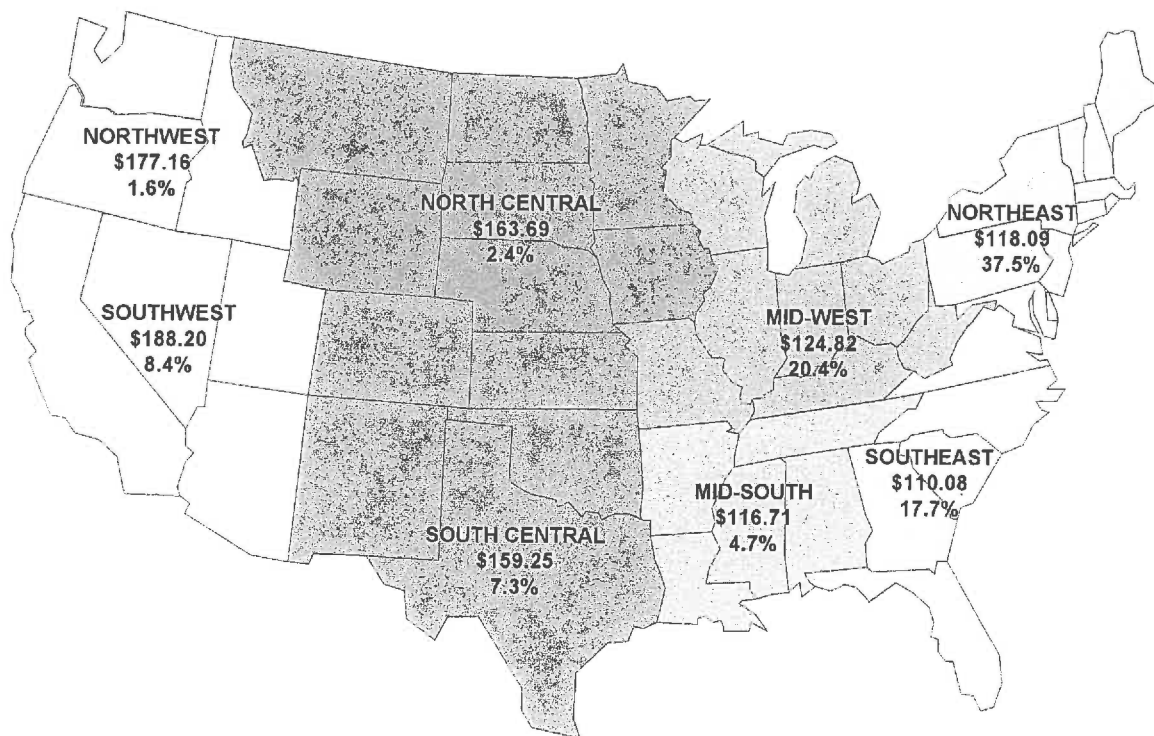 NORTHWEST
$177.16
1.6%
NORTH CENTRAL
$163.69
2.4%
NORTHEAST
$118.09
37.5%
SOUTHWEST
$188.20
8.4%
MID-WEST
$124.82
20.4%
SOUTHEAST
$110.08
17.7%
MID-SOUTH
$116.71
4.7%
SOUTH CENTRAL
$159.25
7.3%